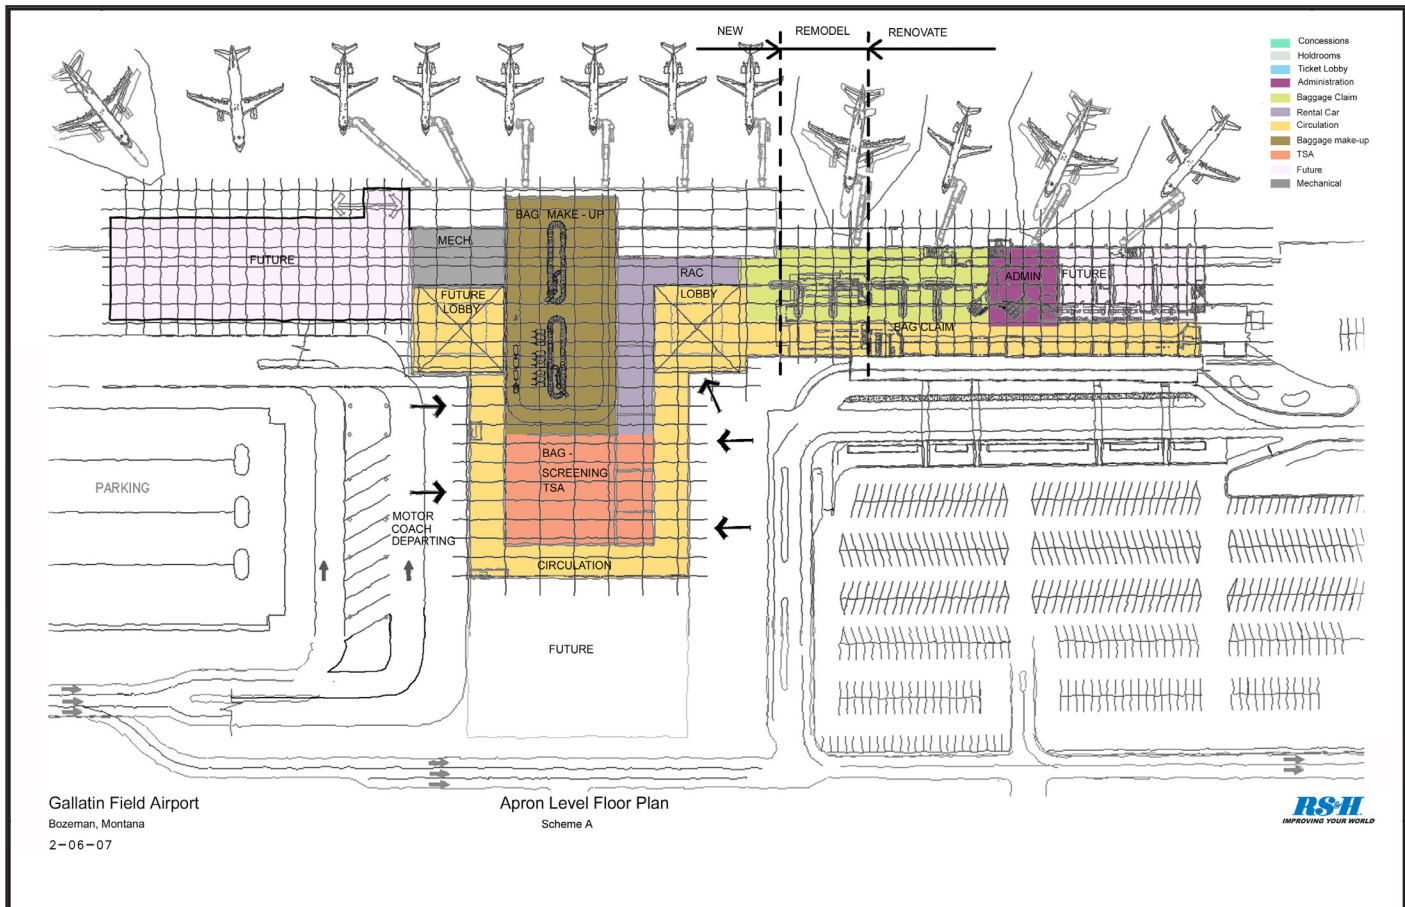 NEW
REMODEL
RENOVATE
Concessions
Holdrooms
Ticket Lobby
Administration
Baggage Claim
Rental Car
Circulation
Baggage make-up
TSA
Future
Mechanical
BAG MAKE - UP
MECH.
FUTURE
RAC
ADMIN
FUTURE
FUTURE
LOBBY
LOBBY
BAG CLAIM
BAG -
SCREENING
TSA
PARKING
MOTOR
COACH
DEPARTING
CIRCULATION
FUTURE
Gallatin Field Airport
Bozeman, Montana
2-06-07
Apron Level Floor Plan
Scheme A
RS&H
IMPROVING YOUR WORLD